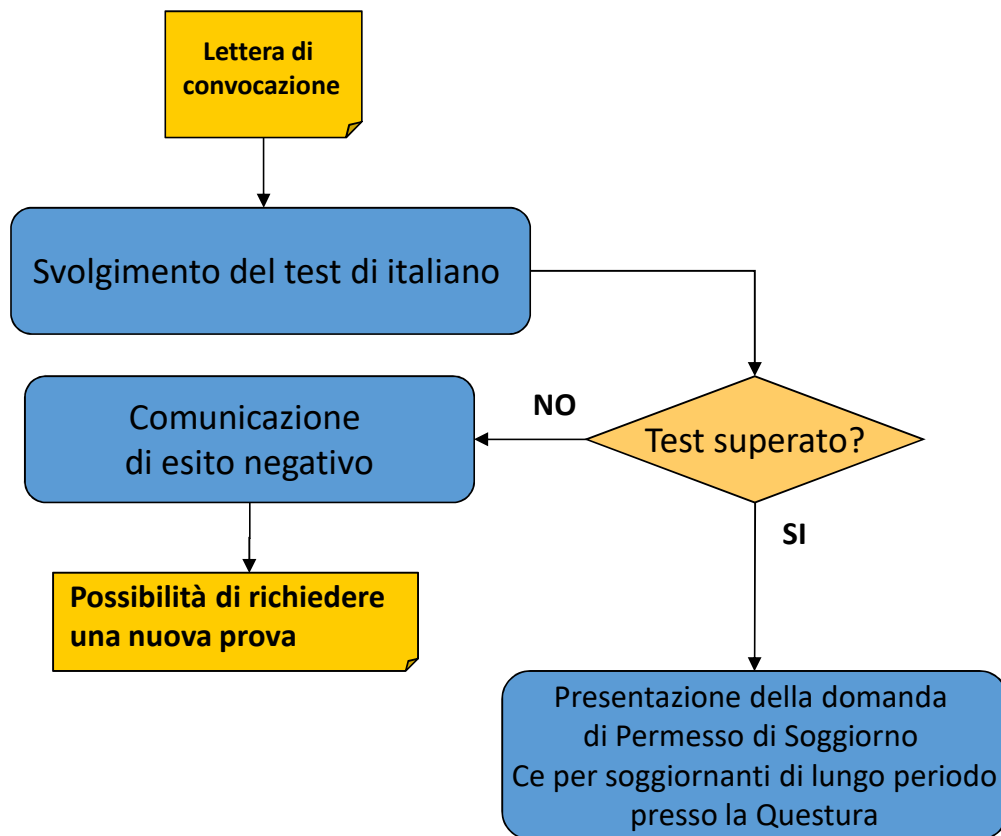 Lettera di
convocazione
Svolgimento del test di italiano
Comunicazione
di esito negativo
NO
Test superato?
SI
Possibilità di richiedere
una nuova prova
Presentazione della domanda
di Permesso di Soggiorno
Ce per soggiornanti di lungo periodo
presso la Questura